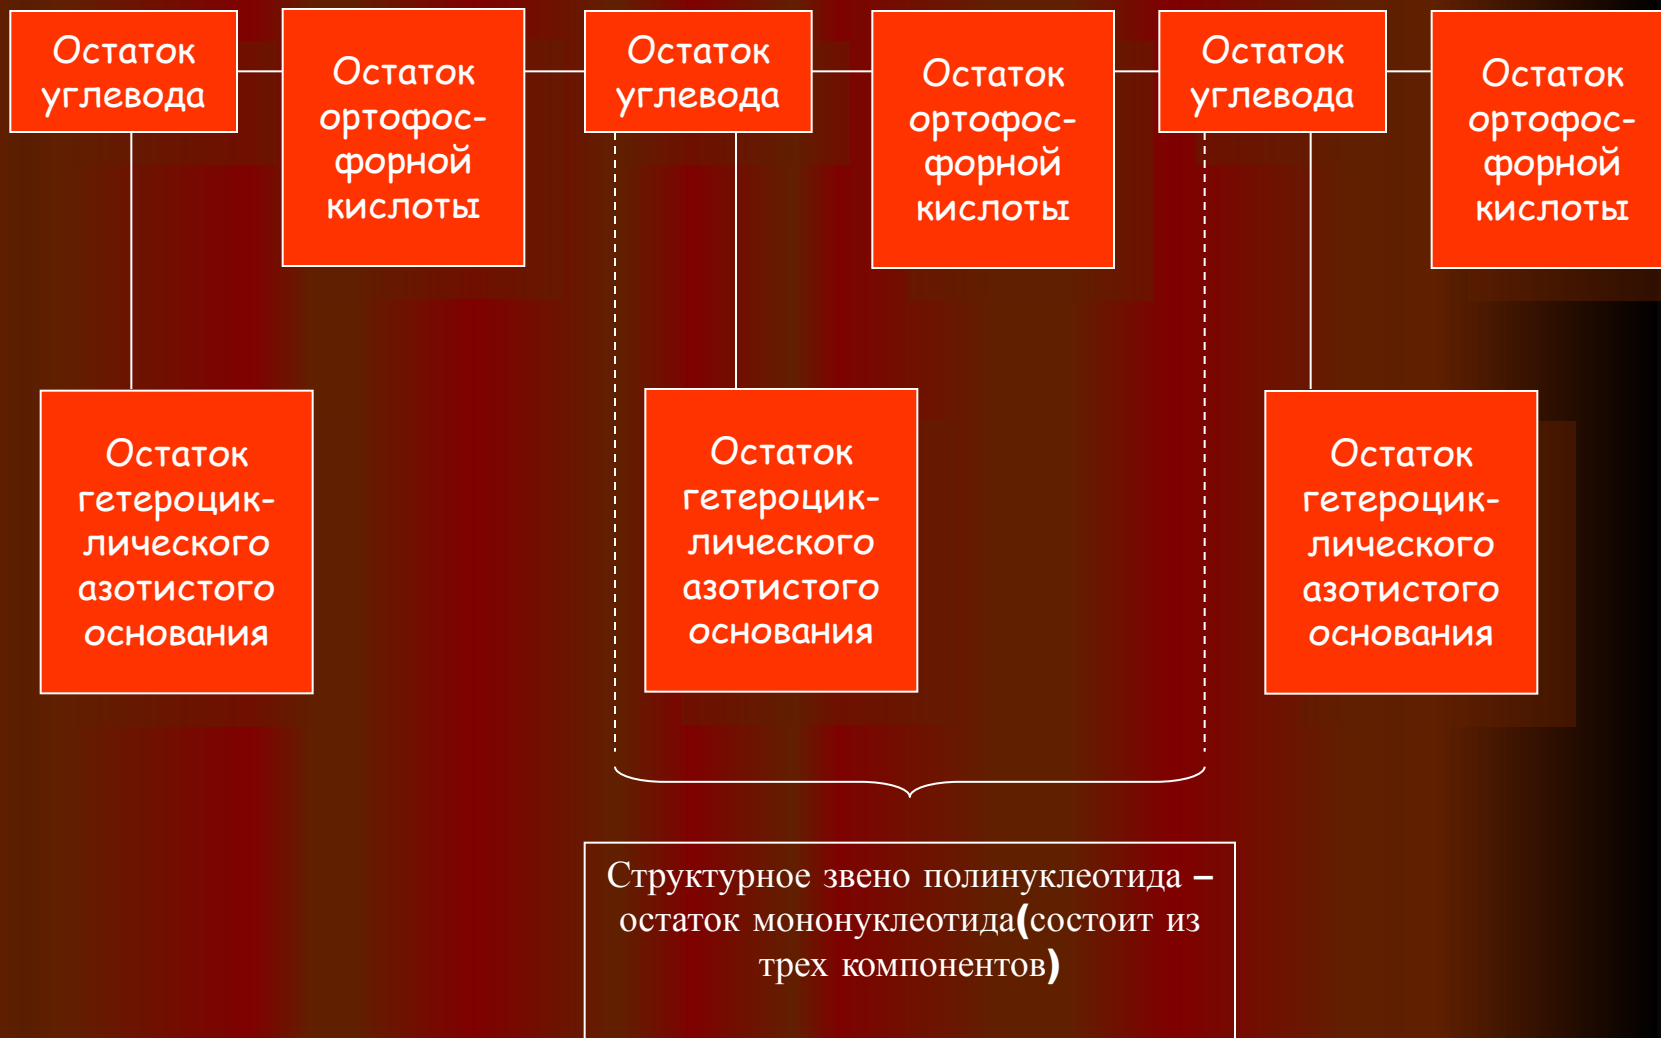 Остаток
углевода
Остаток
ортофос-
форной
кислоты
Остаток
углевода
Остаток
ортофос-
форной
кислоты
Остаток
углевода
Остаток
ортофос-
форной
кислоты
Остаток
гетероцик-
лического
азотистого
основания
Остаток
гетероцик-
лического
азотистого
основания
Остаток
гетероцик-
лического
азотистого
основания
Структурное звено полинуклеотида –
остаток мононуклеотида(состоит из
трех компонентов)